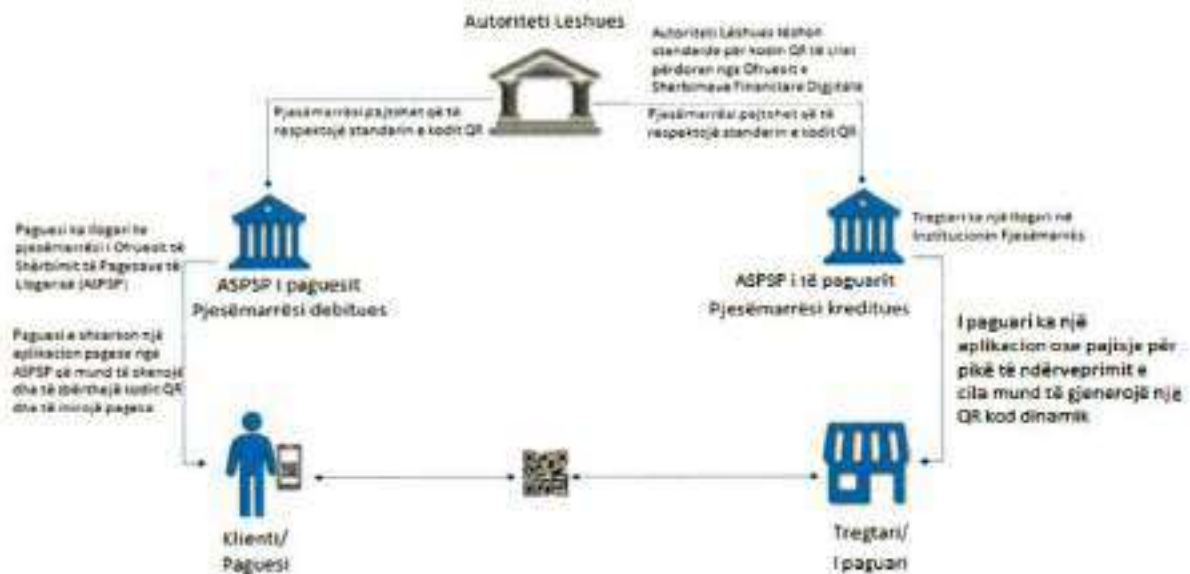 Autoriteti Lëshues
Autoriteti Lëshues lëshon
standarde për kodin QR të cilat
përdoren nga Ofruesit e
Shërbimeve Financiare Digjitale
Pjesëmarrësi pajtohet që të
respektojë standerin e kodit QR
Pjesëmarrësi pajtohet që të
respektojë standerin e kodit QR
Paguesi ka llogari te
pjesëmarrësi i Ofruesit të
Shërbimit të Pagesave të
Llogarisë (ASPSP)
ASPSP i paguesit
Pjesëmarrësi debitues
Tregtari ka një llogari në
Institucionin Pjesëmarrës
ASPSP i të paguarit
Pjesëmarrësi kreditues
Paguesi e shkarkon një
aplikacion pagese nga
ASPSP që mund të skenojë
dhe të zbërthejë kodin QR
dhe të inicojë pagesa
I paguari ka një
aplikacion ose pajisje për
pikë të ndërveprimit e
cila mund të gjenerojë një
QR kod dinamik
Klienti/
Paguesi
Tregtari/
I paguari